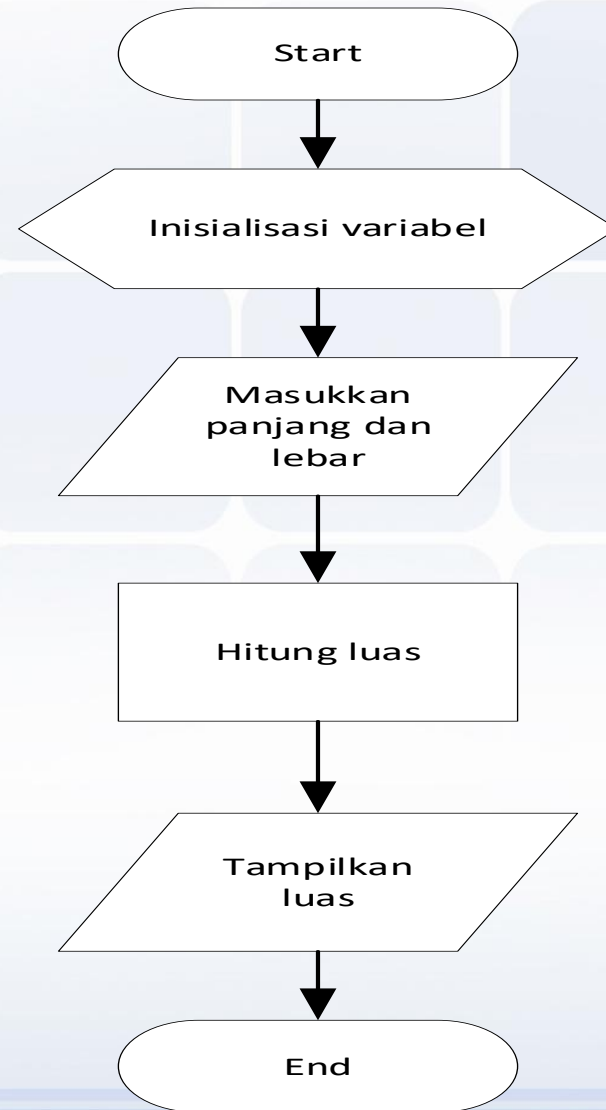 Start
Inisialisasi variabel
Masukkan
panjang dan
lebar
Hitung luas
Tampilkan
luas
End